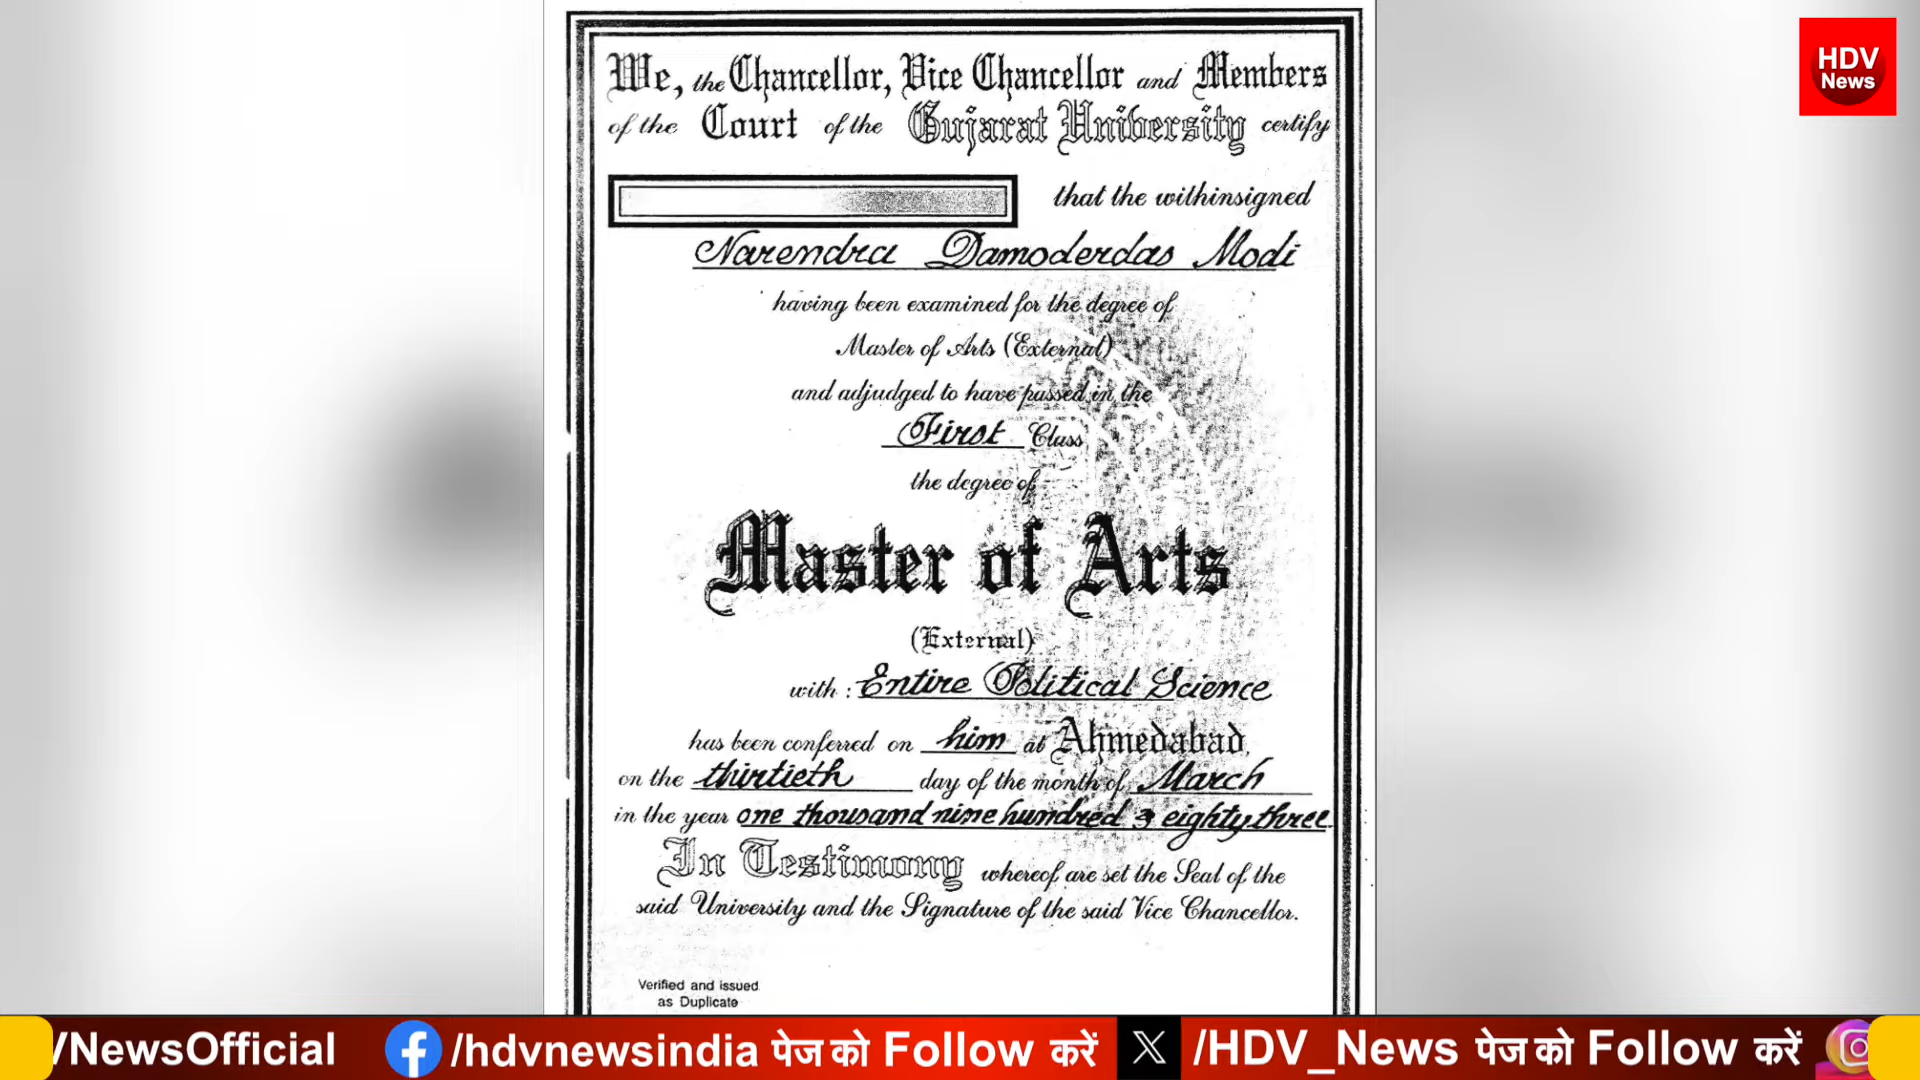 We, the Chancellor, Vice Chancellor and Members
of the Court of the Gujarat University certify
that the withinsigned
Narendra Damoderdas Modi
having been examined for the degree of
Master of Arts (External)
and adjudged to have passed in the
First Class
the degree of
Master of Arts
(External)
with : Entire Political Science
has been conferred on him at Ahmedabad,
on the thirtieth day of the month of March
in the year one thousand nine hundred & eighty three
In Testimony whereof are set the Seal of the
said University and the Signature of the said Vice Chancellor.
Verified and issued
as Duplicate
HDV
News
/NewsOfficial /hdvnewsindia पेज को Follow करें X /HDV_News पेज को Follow करें